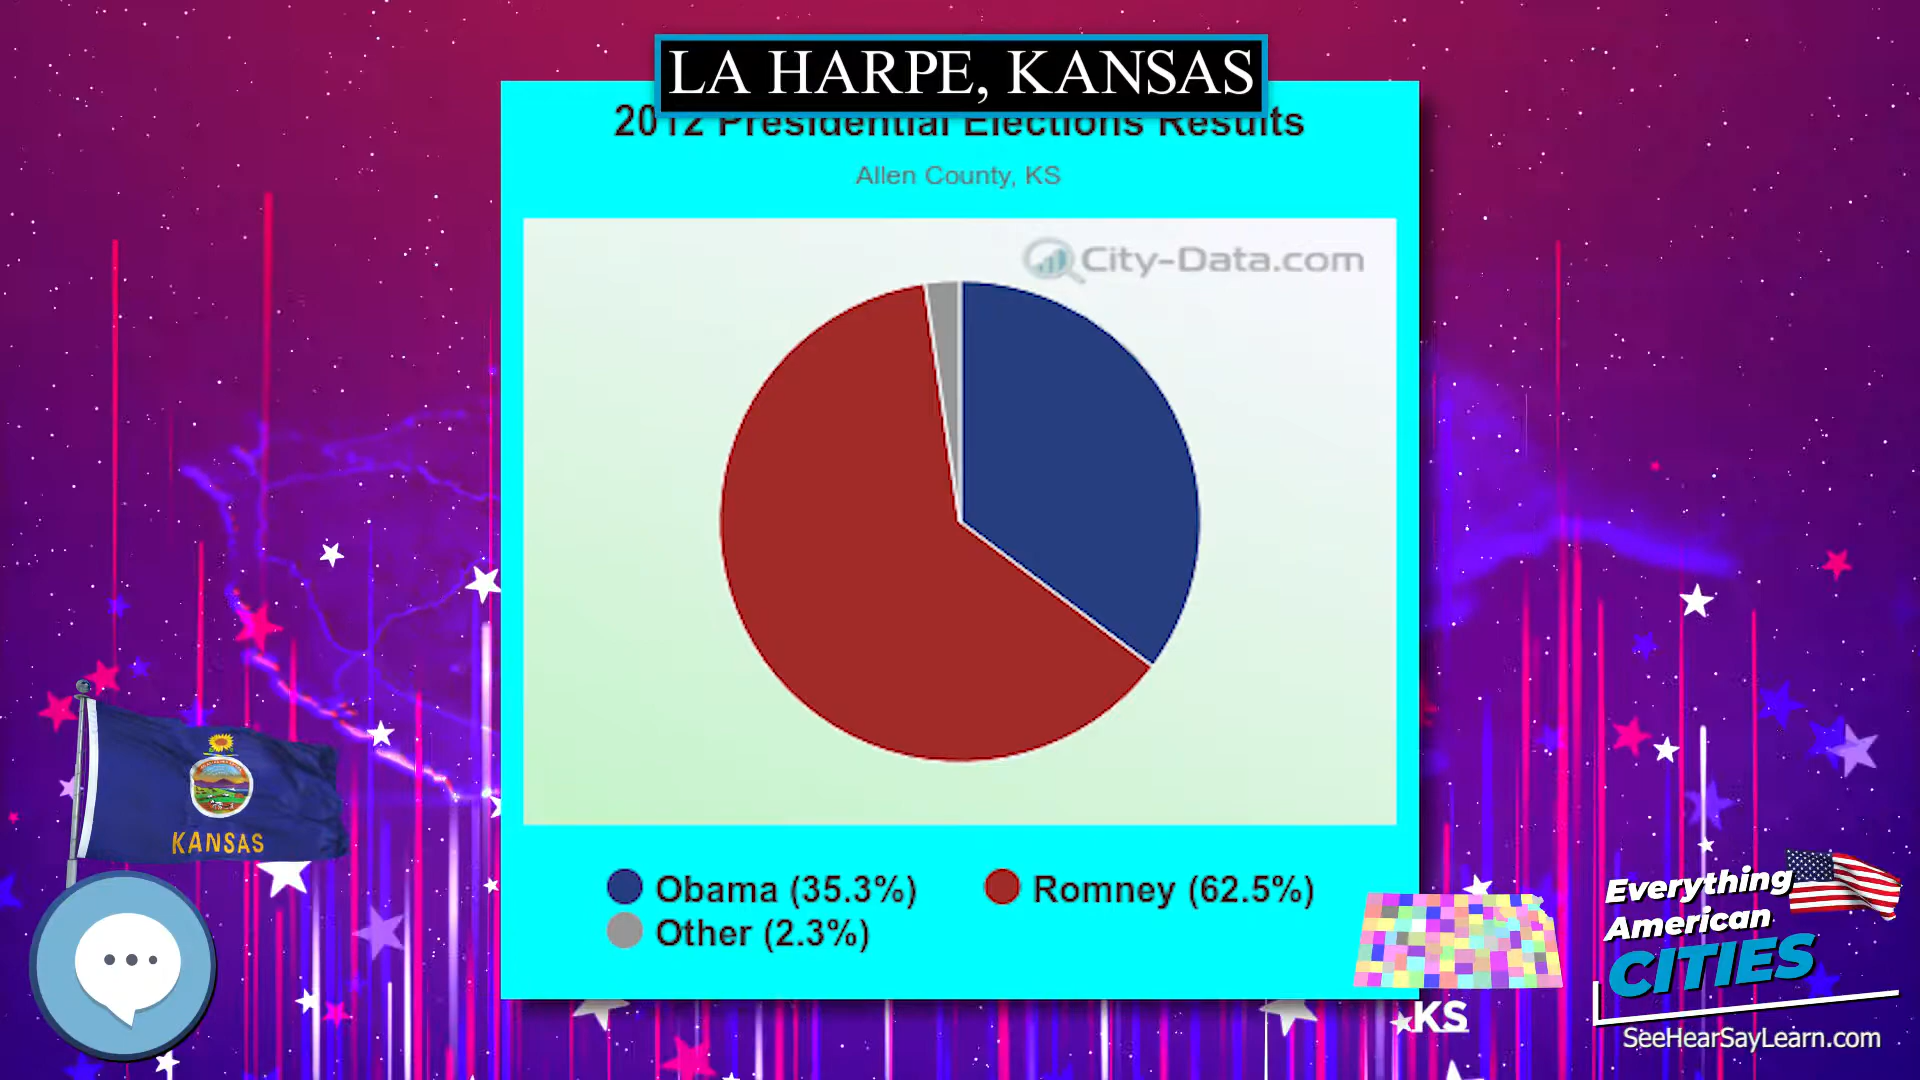 LA HARPE, KANSAS
2012 Presidential Elections Results
Allen County, KS
City-Data.com
Obama (35.3%)
Romney (62.5%)
Other (2.3%)
KANSAS
KS
Everything
American
CITIES
SeeHearSayLearn.com